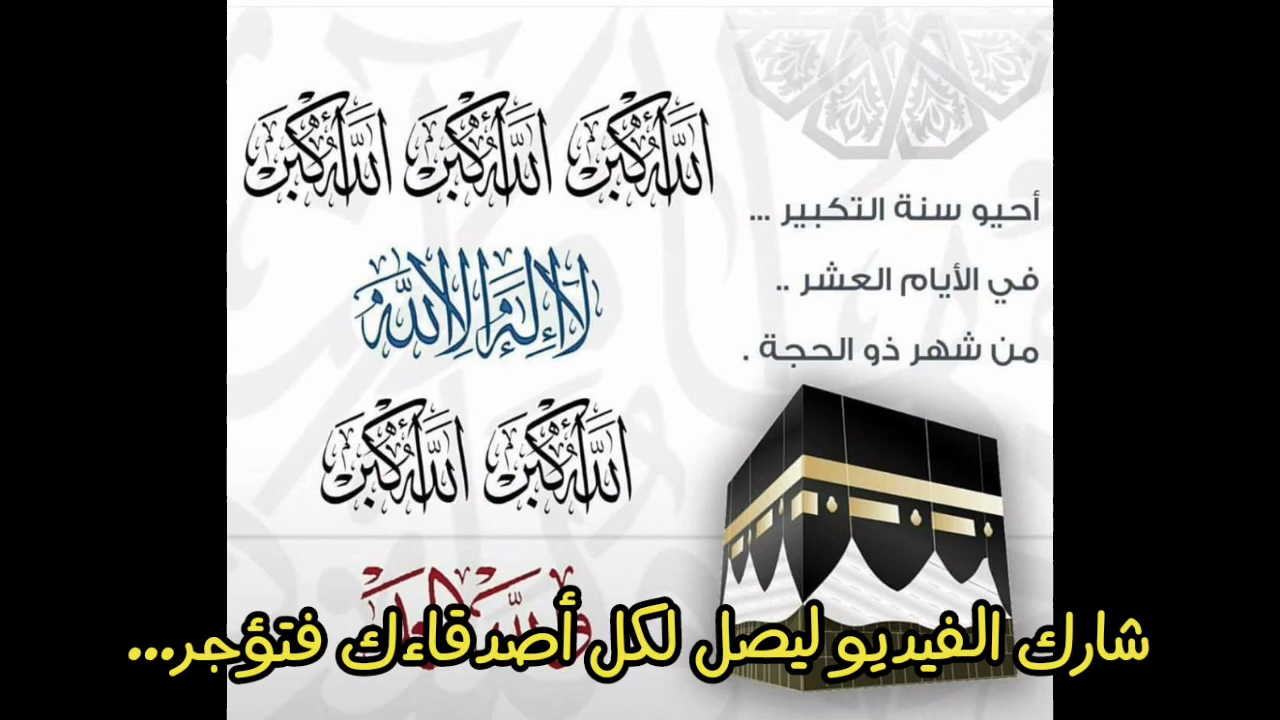 الله أكبر الله أكبر الله أكبر
لا إله إلا الله
الله أكبر الله أكبر
أحيو سنة التكبير ...
في الأيام العشر ..
من شهر ذو الحجة .
شارك الفيديو ليصل لكل أصدقاءك فتؤجر...